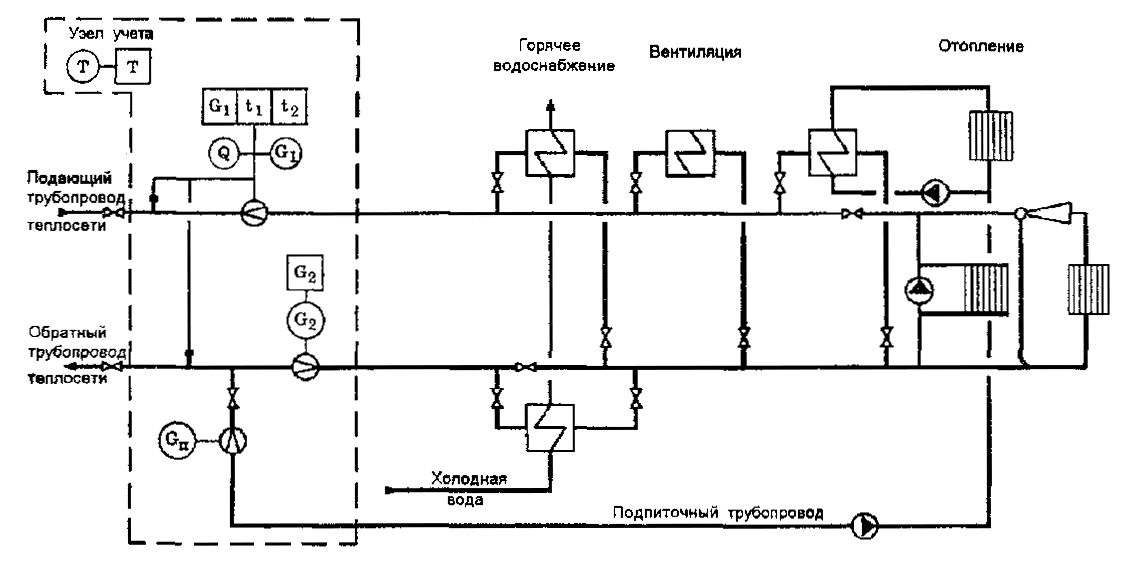 Узел учета
T T
G1 t1 t2
Q G1
Подающий
трубопровод
теплосети
G2
G2
Обратный
трубопровод
теплосети
Gп
Горячее
водоснабжение
Вентиляция
Отопление
Холодная
вода
Подпиточный трубопровод